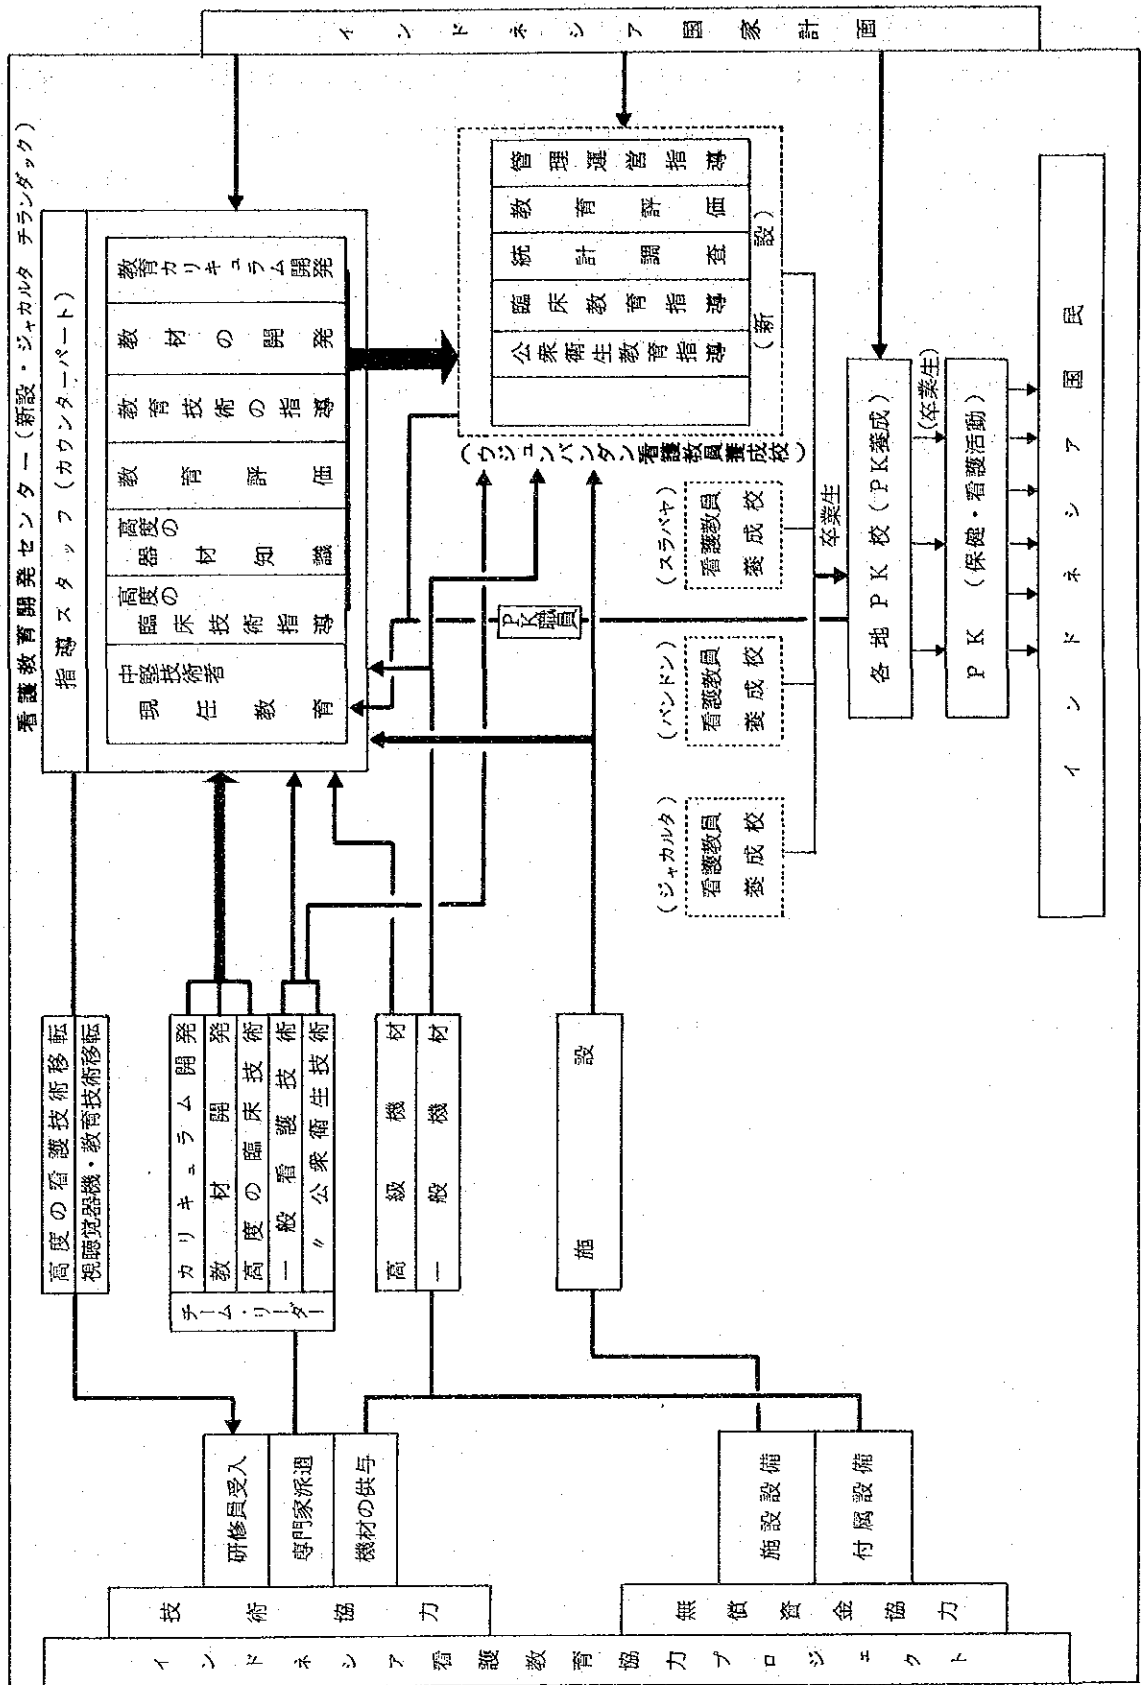 インドネシア看護教育協力プロジェクト
技術協力
研修員受入
専門家派遣
機材の供与
無償資金協力
施設設備
付属設備
高度の看護技術移転
視聴覚器機・教育技術移転
チーム・リーダー
カリキュラム開発
教材開発
高度の臨床技術
一般看護技術
〃公衆衛生技術
高級機材
一般機材
施設
看護教育開発センター(新設・ジャカルタ チランダック)
指導スタッフ(カウンターパート)
教育カリキュラム開発
教材の開発
教育技術の指導
教育評価
高度の
器材知識
高度の
臨床技術指導
中堅技術者
現任教育
(ウジュンパンダン看護教員養成校)
管理運営指導
教育評価
統計調査
臨床教育指導
公衆衛生教育指導
(新設)
PK職員
(ジャカルタ)
看護教員
養成校
(バンドン)
看護教員
養成校
(スラバヤ)
看護教員
養成校
卒業生
各地PK校(PK養成)
(卒業生)
PK(保健・看護活動)
インドネシア国民
インドネシア国家計画